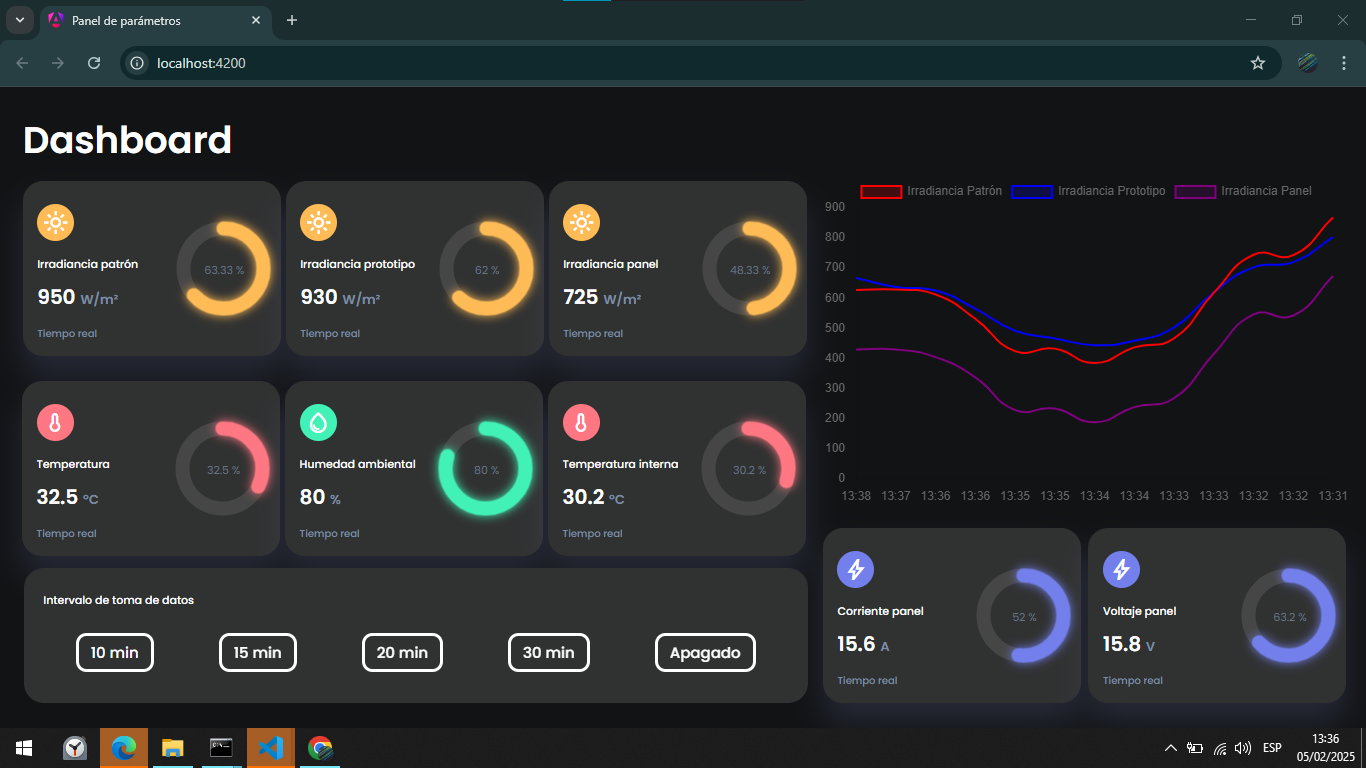 Panel de parámetros
localhost:4200
Dashboard
Irradiancia patrón
950 W/m²
Tiempo real
63.33 %
Irradiancia prototipo
930 W/m²
Tiempo real
62 %
Irradiancia panel
725 W/m²
Tiempo real
48.33 %
Temperatura
32.5 °C
Tiempo real
32.5 %
Humedad ambiental
80 %
Tiempo real
80 %
Temperatura interna
30.2 °C
Tiempo real
30.2 %
Intervalo de toma de datos
10 min
15 min
20 min
30 min
Apagado
Irradiancia Patrón Irradiancia Prototipo Irradiancia Panel
900
800
700
600
500
400
300
200
100
0
13:38 13:37 13:36 13:36 13:35 13:35 13:34 13:34 13:33 13:33 13:32 13:32 13:31
Corriente panel
15.6 A
Tiempo real
52 %
Voltaje panel
15.8 V
Tiempo real
63.2 %
ESP
13:36
05/02/2025